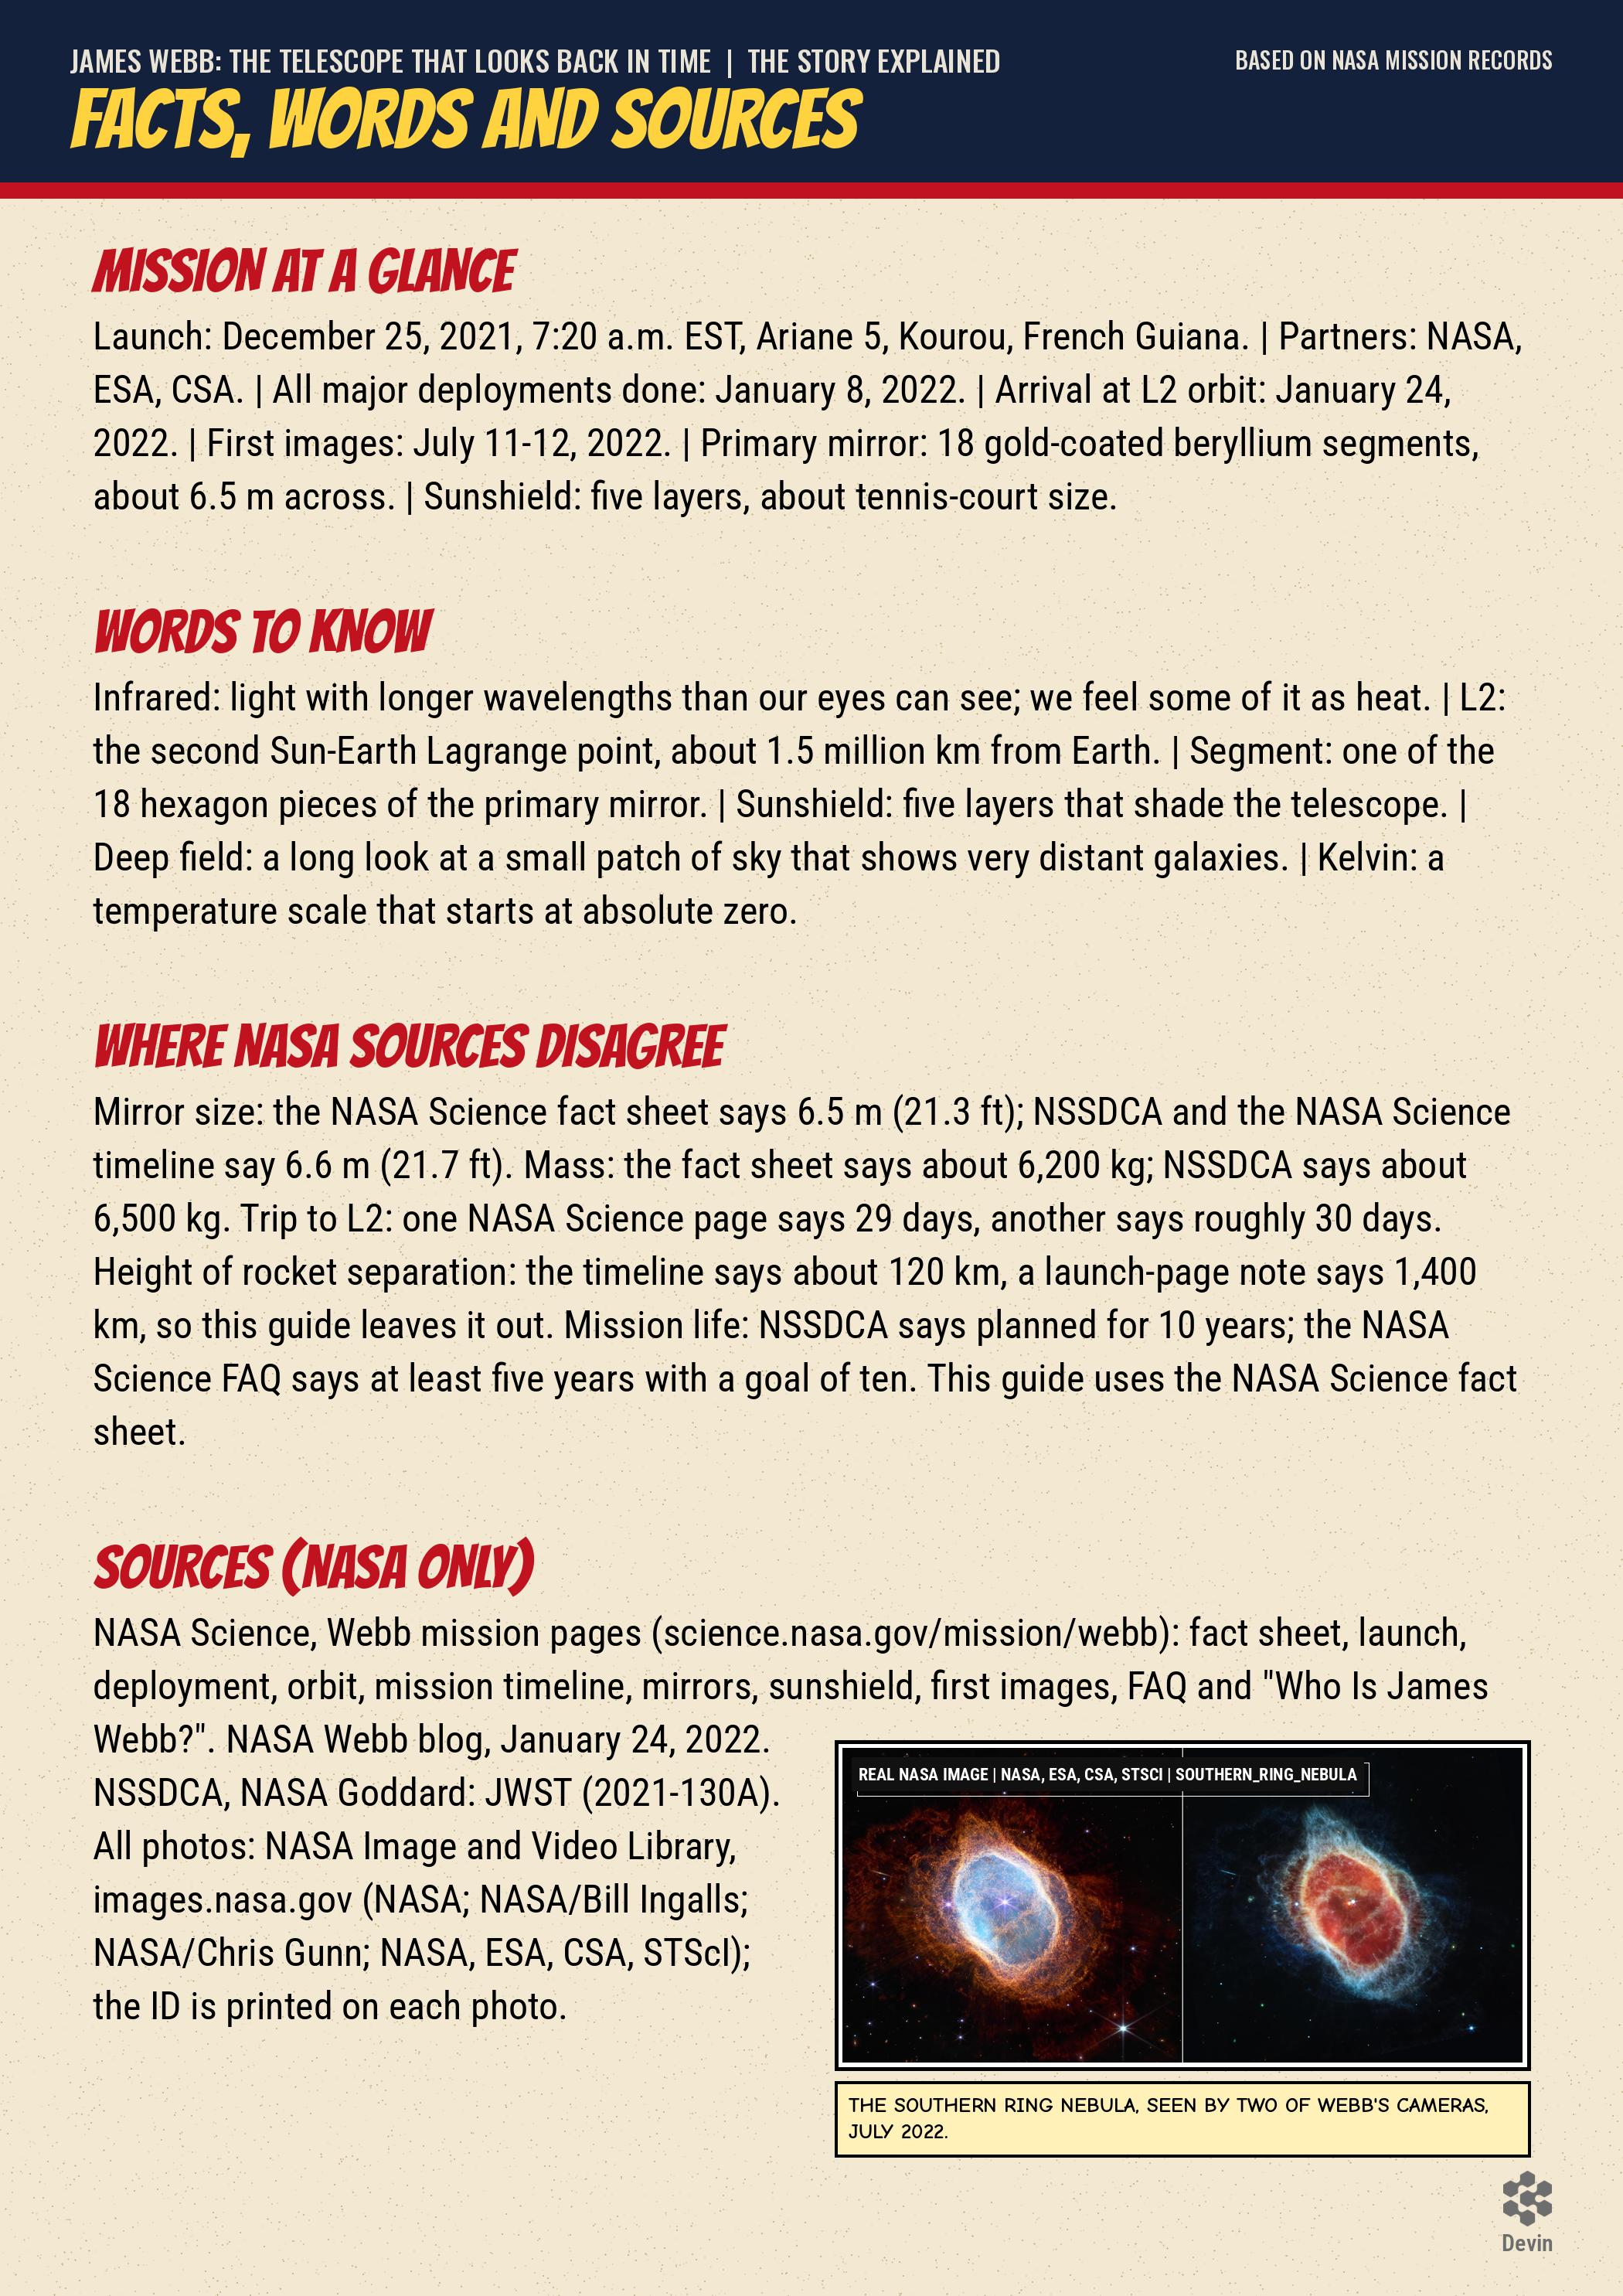 JAMES WEBB: THE TELESCOPE THAT LOOKS BACK IN TIME | THE STORY EXPLAINED
BASED ON NASA MISSION RECORDS
FACTS, WORDS AND SOURCES
MISSION AT A GLANCE
Launch: December 25, 2021, 7:20 a.m. EST, Ariane 5, Kourou, French Guiana. | Partners: NASA,
ESA, CSA. | All major deployments done: January 8, 2022. | Arrival at L2 orbit: January 24,
2022. | First images: July 11-12, 2022. | Primary mirror: 18 gold-coated beryllium segments,
about 6.5 m across. | Sunshield: five layers, about tennis-court size.
WORDS TO KNOW
Infrared: light with longer wavelengths than our eyes can see; we feel some of it as heat. | L2:
the second Sun-Earth Lagrange point, about 1.5 million km from Earth. | Segment: one of the
18 hexagon pieces of the primary mirror. | Sunshield: five layers that shade the telescope. |
Deep field: a long look at a small patch of sky that shows very distant galaxies. | Kelvin: a
temperature scale that starts at absolute zero.
WHERE NASA SOURCES DISAGREE
Mirror size: the NASA Science fact sheet says 6.5 m (21.3 ft); NSSDCA and the NASA Science
timeline say 6.6 m (21.7 ft). Mass: the fact sheet says about 6,200 kg; NSSDCA says about
6,500 kg. Trip to L2: one NASA Science page says 29 days, another says roughly 30 days.
Height of rocket separation: the timeline says about 120 km, a launch-page note says 1,400
km, so this guide leaves it out. Mission life: NSSDCA says planned for 10 years; the NASA
Science FAQ says at least five years with a goal of ten. This guide uses the NASA Science fact
sheet.
SOURCES (NASA ONLY)
NASA Science, Webb mission pages (science.nasa.gov/mission/webb): fact sheet, launch,
deployment, orbit, mission timeline, mirrors, sunshield, first images, FAQ and "Who Is James
Webb?". NASA Webb blog, January 24, 2022.
NSSDCA, NASA Goddard: JWST (2021-130A).
All photos: NASA Image and Video Library,
images.nasa.gov (NASA; NASA/Bill Ingalls;
NASA/Chris Gunn; NASA, ESA, CSA, STScI);
the ID is printed on each photo.
REAL NASA IMAGE | NASA, ESA, CSA, STSCI | SOUTHERN_RING_NEBULA
THE SOUTHERN RING NEBULA, SEEN BY TWO OF WEBB'S CAMERAS,
JULY 2022.
Devin